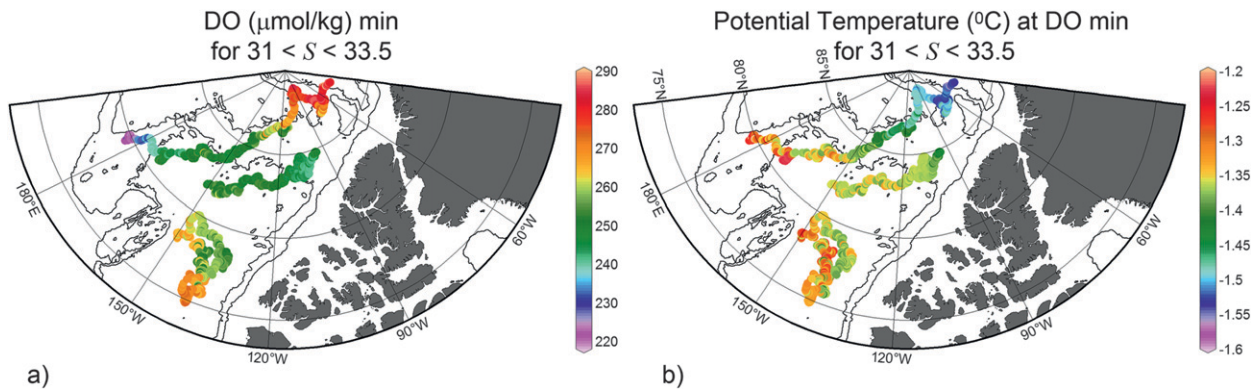 DO (μmol/kg) min
for 31 < S < 33.5
290
280
270
260
250
240
230
220
180°E
150°W
120°W
90°W
60°W
a)
Potential Temperature (⁰C) at DO min
for 31 < S < 33.5
75°N
80°N
85°N
-1.2
-1.25
-1.3
-1.35
-1.4
-1.45
-1.5
-1.55
-1.6
180°E
150°W
120°W
90°W
60°W
b)